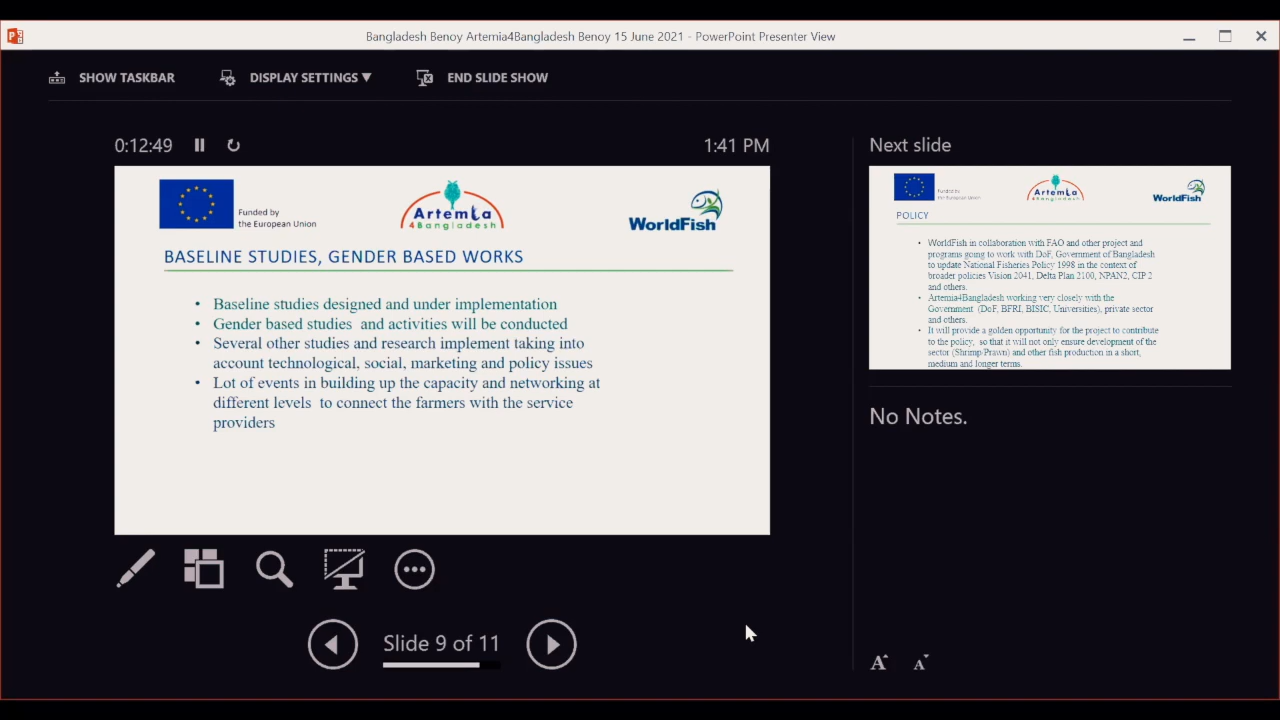 Bangladesh Benoy Artemia4Bangladesh Benoy 15 June 2021 - PowerPoint Presenter View
SHOW TASKBAR
DISPLAY SETTINGS ▼
END SLIDE SHOW
0:12:49
1:41 PM
Funded by
the European Union
Artemia
4Bangladesh
WorldFish
BASELINE STUDIES, GENDER BASED WORKS
• Baseline studies designed and under implementation
• Gender based studies and activities will be conducted
• Several other studies and research implement taking into
account technological, social, marketing and policy issues
• Lot of events in building up the capacity and networking at
different levels to connect the farmers with the service
providers
Slide 9 of 11
Next slide
Funded by
the European Union
Artemia
4Bangladesh
WorldFish
POLICY
• WorldFish in collaboration with FAO and other project and
programs going to work with DoF, Government of Bangladesh
to update National Fisheries Policy 1998 in the context of
broader policies Vision 2041, Delta Plan 2100, NPAN2, CIP 2
and others.
• Artemia4Bangladesh working very closely with the
Government (DoF, BFRI, BISIC, Universities), private sector
and others.
• It will provide a golden opportunity for the project to contribute
to the policy, so that it will not only ensure development of the
sector (Shrimp/Prawn) and other fish production in a short,
medium and longer terms.
No Notes.
A A